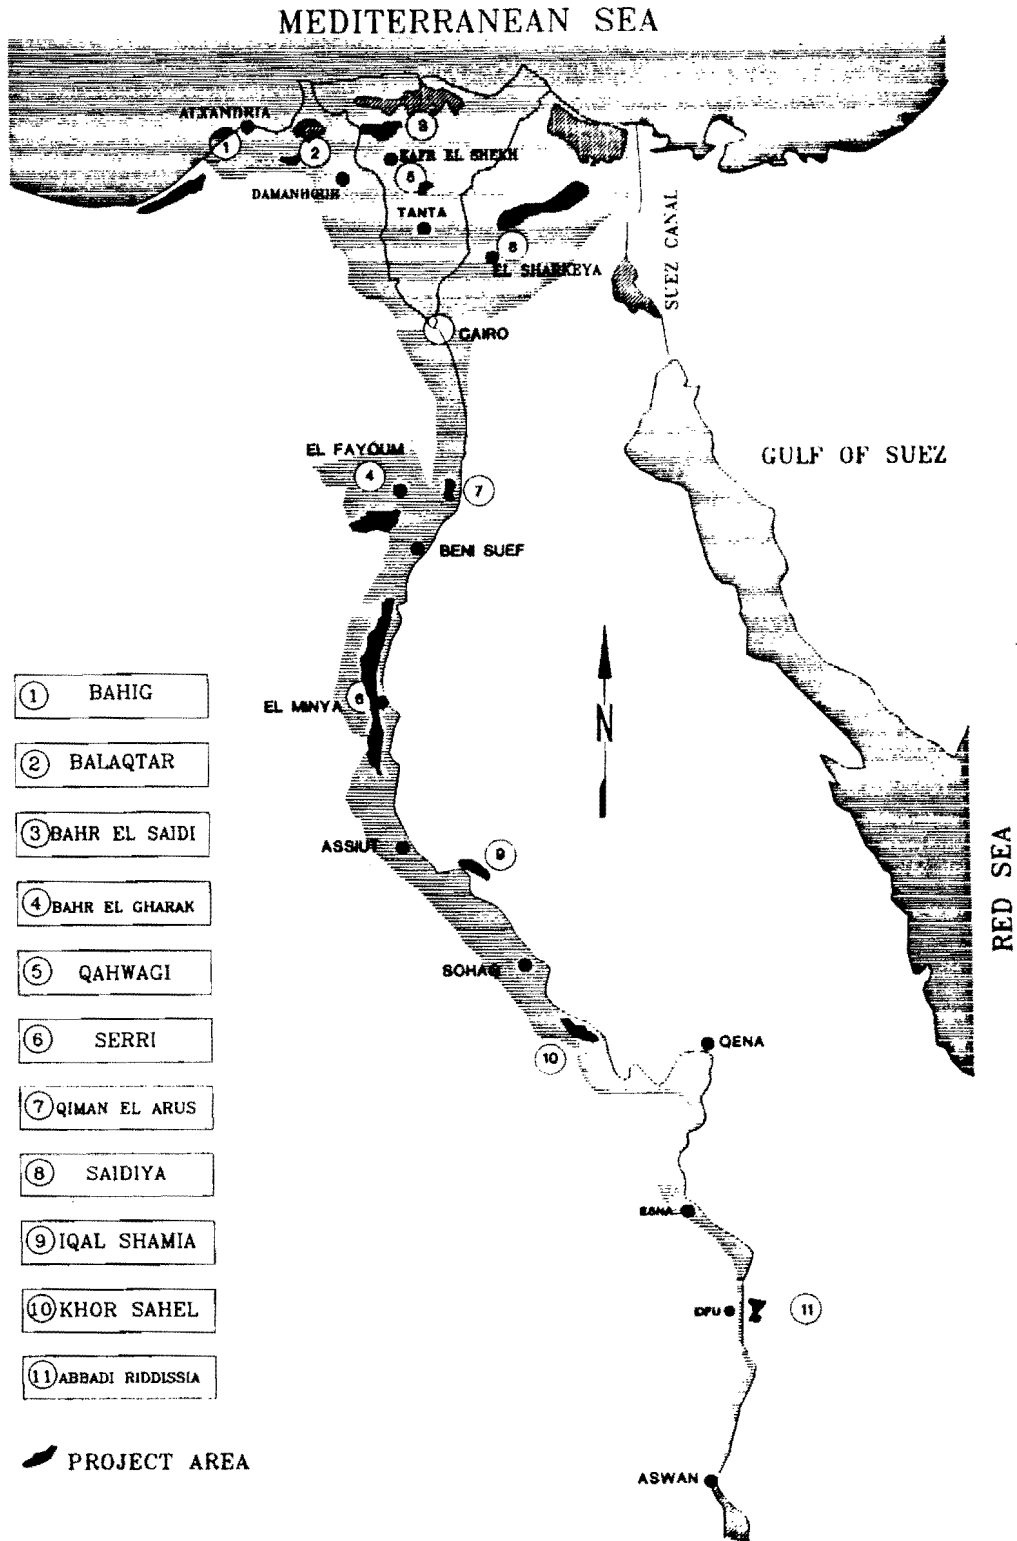 MEDITERRANEAN SEA
ALXANDRIA
1
2
3
KAFR EL SHEKH
5
DAMANHOUR
TANTA
8
EL SHARKEYA
SUEZ CANAL
CAIRO
EL FAYOUM
4
7
GULF OF SUEZ
BENI SUEF
N
1 BAHIG
EL MINYA 6
2 BALAQTAR
3 BAHR EL SAIDI
ASSIUT
9
RED SEA
4 BAHR EL GHARAK
5 QAHWAGI
SOHAG
6 SERRI
10
QENA
7 QIMAN EL ARUS
8 SAIDIYA
ESNA
9 IQAL SHAMIA
10 KHOR SAHEL
EDFU
11
11 ABBADI RIDDISSIA
PROJECT AREA
ASWAN